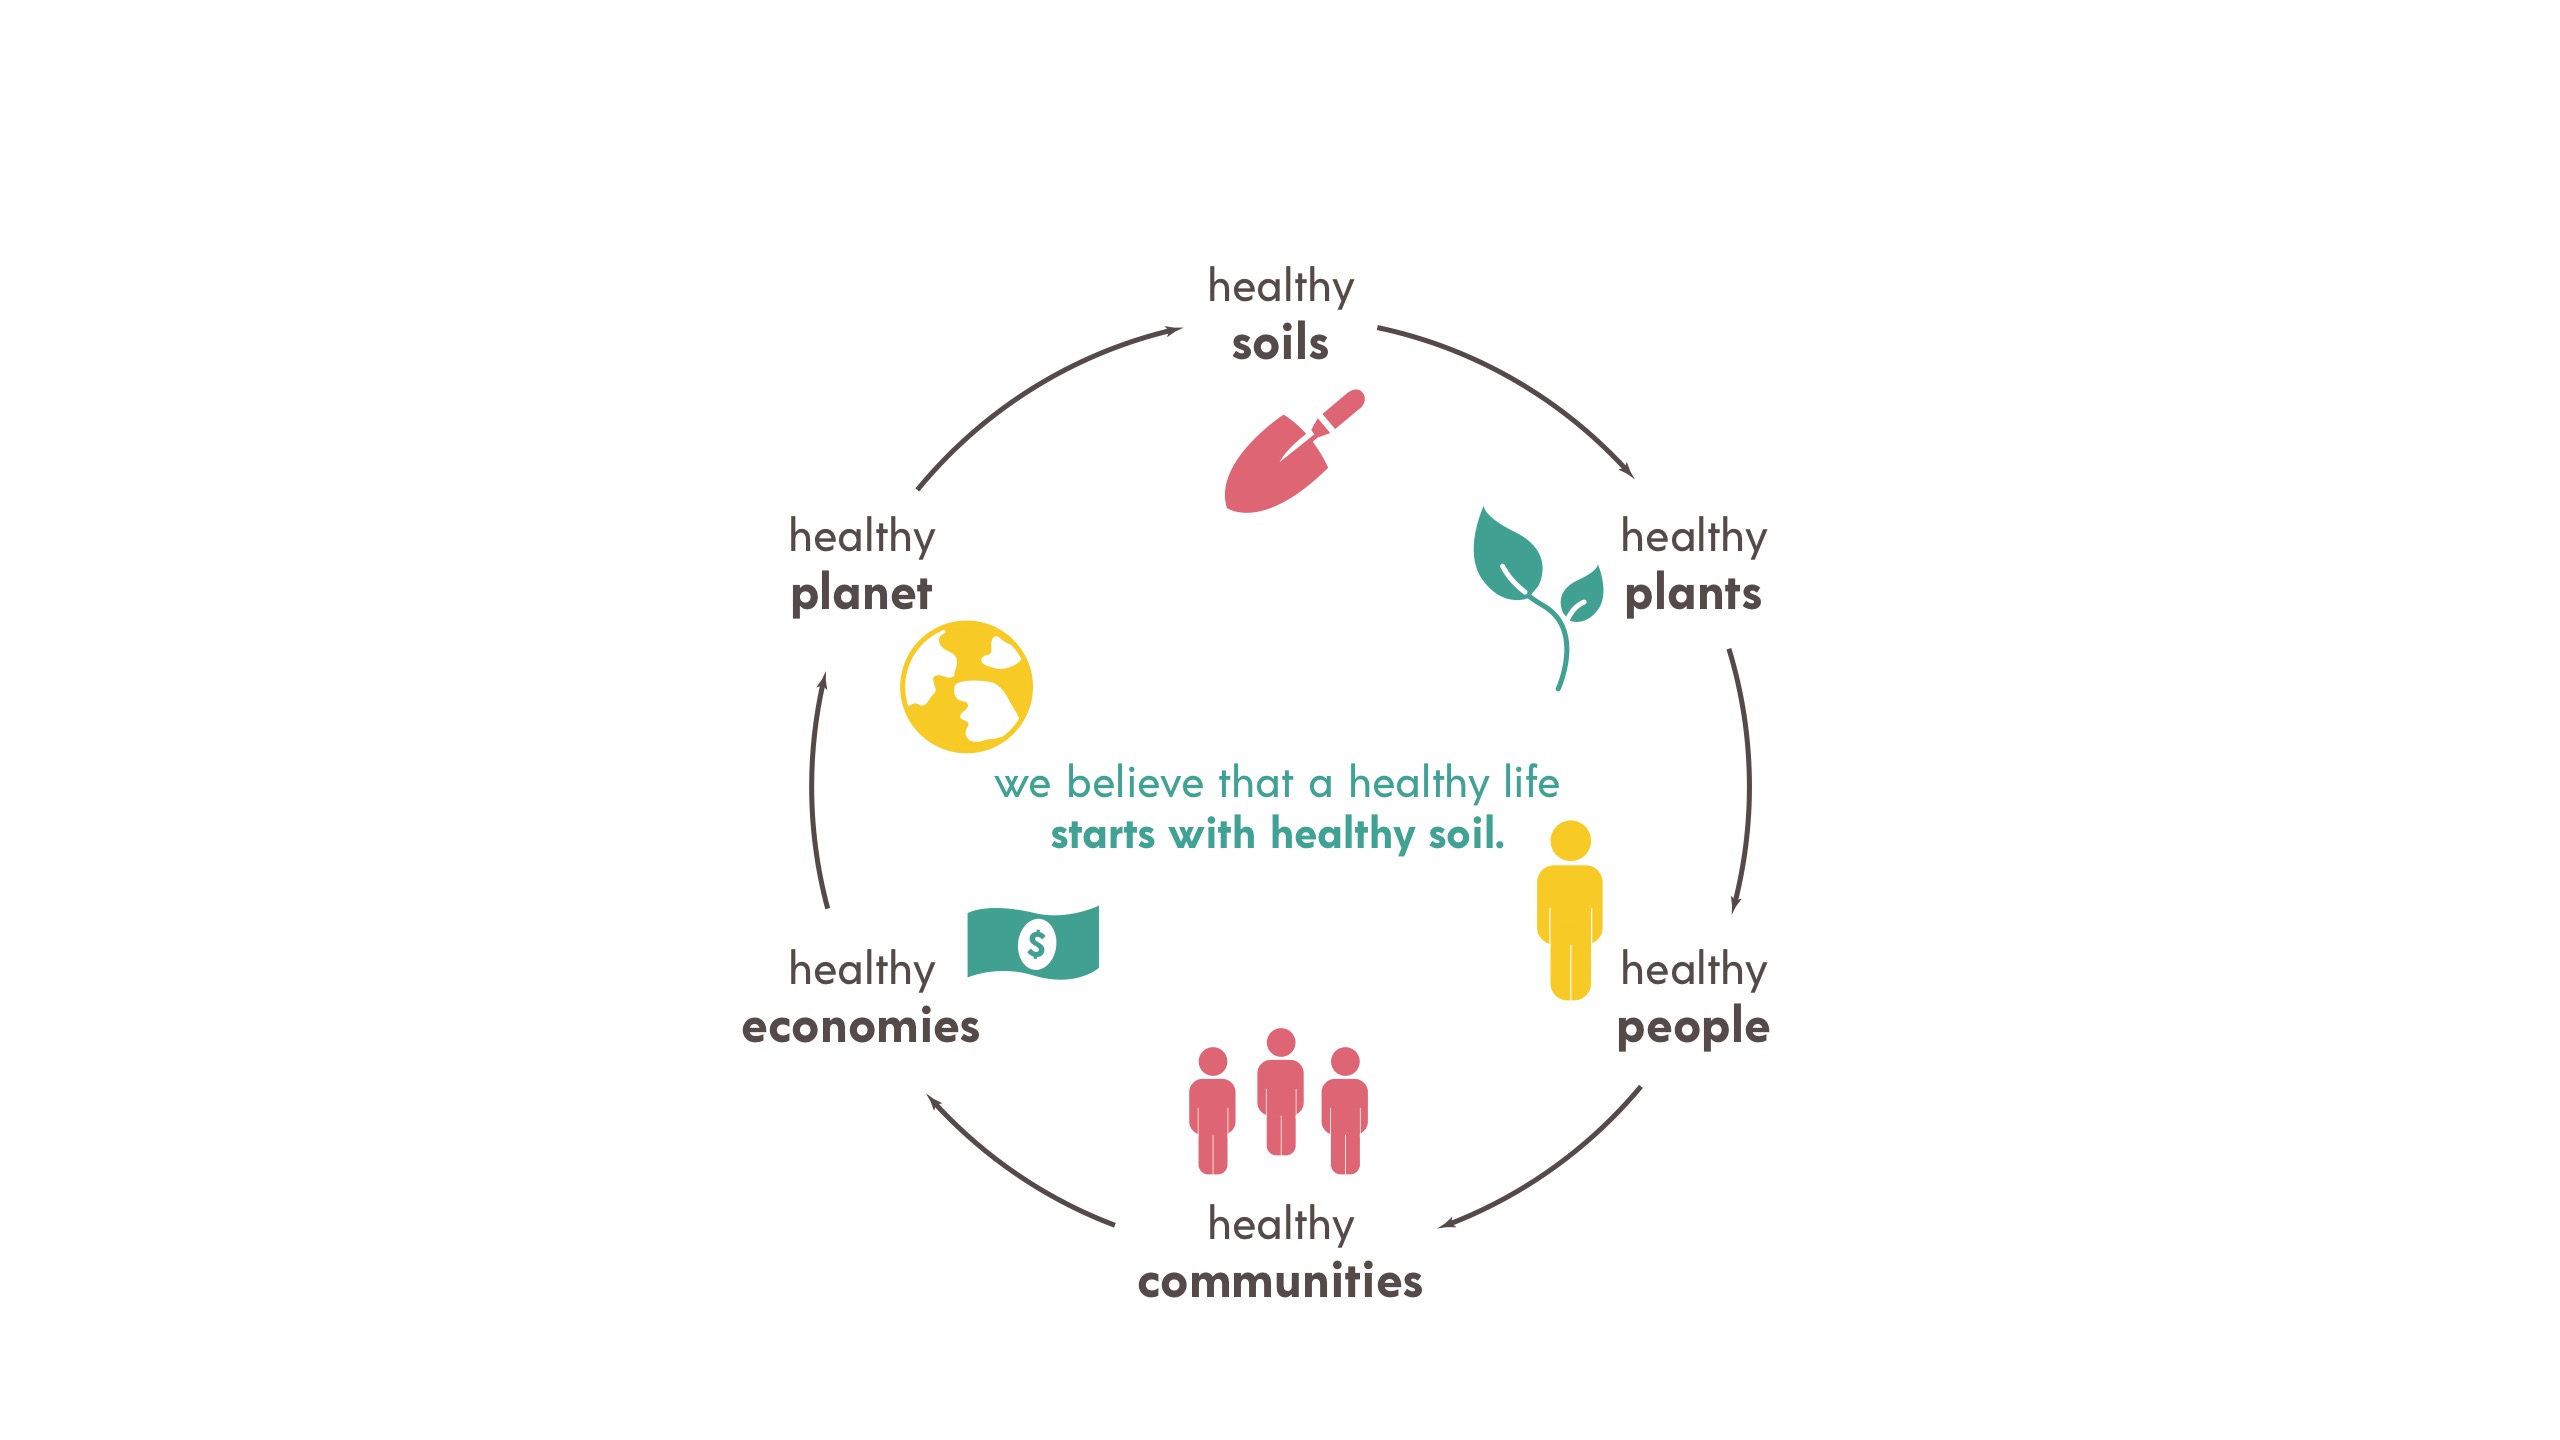 healthy
soils
healthy
plants
healthy
people
healthy
communities
healthy
economies
healthy
planet
we believe that a healthy life
starts with healthy soil.
$